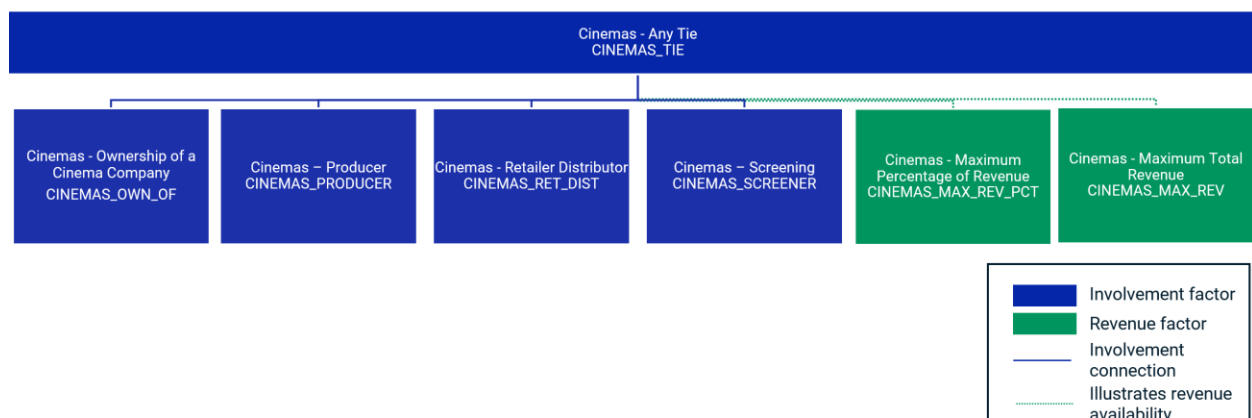 Cinemas - Any Tie
CINEMAS_TIE
Cinemas - Ownership of a
Cinema Company
CINEMAS_OWN_OF
Cinemas – Producer
CINEMAS_PRODUCER
Cinemas - Retailer Distributor
CINEMAS_RET_DIST
Cinemas – Screening
CINEMAS_SCREENER
Cinemas - Maximum
Percentage of Revenue
CINEMAS_MAX_REV_PCT
Cinemas - Maximum Total
Revenue
CINEMAS_MAX_REV
Involvement factor
Revenue factor
Involvement
connection
Illustrates revenue
availability